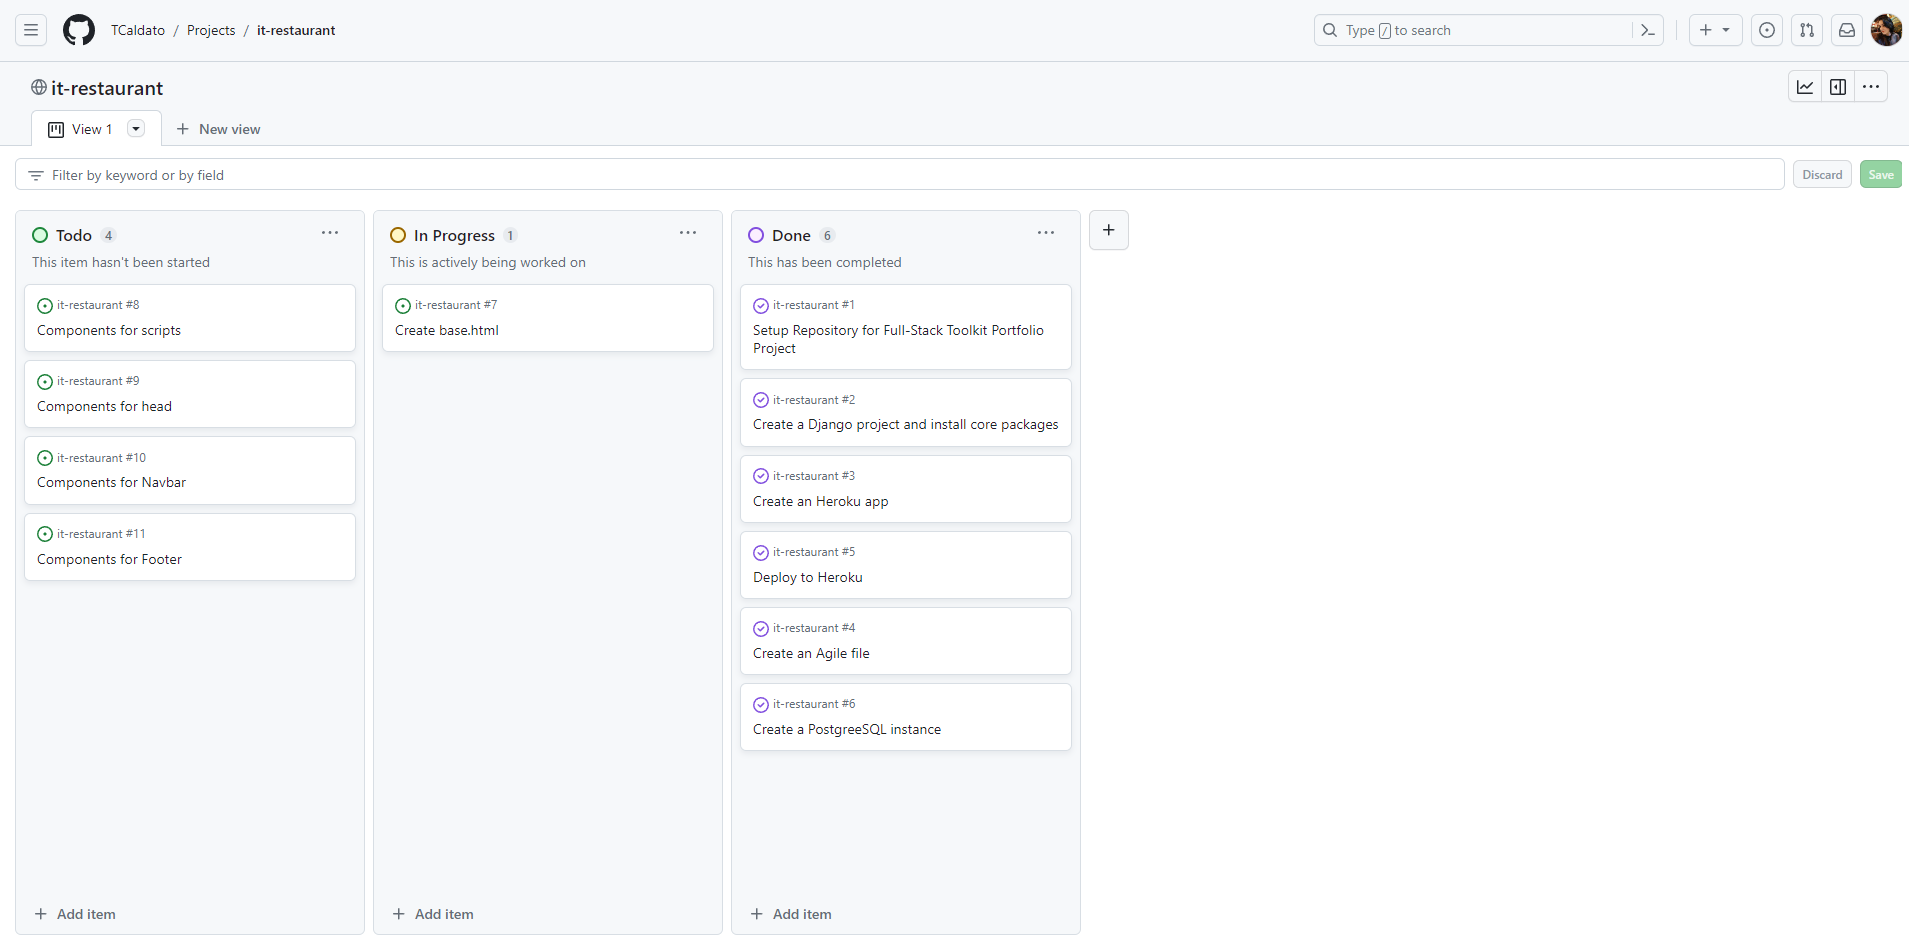 TCaldato / Projects / it-restaurant
Type / to search
it-restaurant
View 1
New view
Filter by keyword or by field
Discard
Save
Todo 4
This item hasn't been started
it-restaurant #8
Components for scripts
it-restaurant #9
Components for head
it-restaurant #10
Components for Navbar
it-restaurant #11
Components for Footer
Add item
In Progress 1
This is actively being worked on
it-restaurant #7
Create base.html
Add item
Done 6
This has been completed
it-restaurant #1
Setup Repository for Full-Stack Toolkit Portfolio
Project
it-restaurant #2
Create a Django project and install core packages
it-restaurant #3
Create an Heroku app
it-restaurant #5
Deploy to Heroku
it-restaurant #4
Create an Agile file
it-restaurant #6
Create a PostgreeSQL instance
Add item